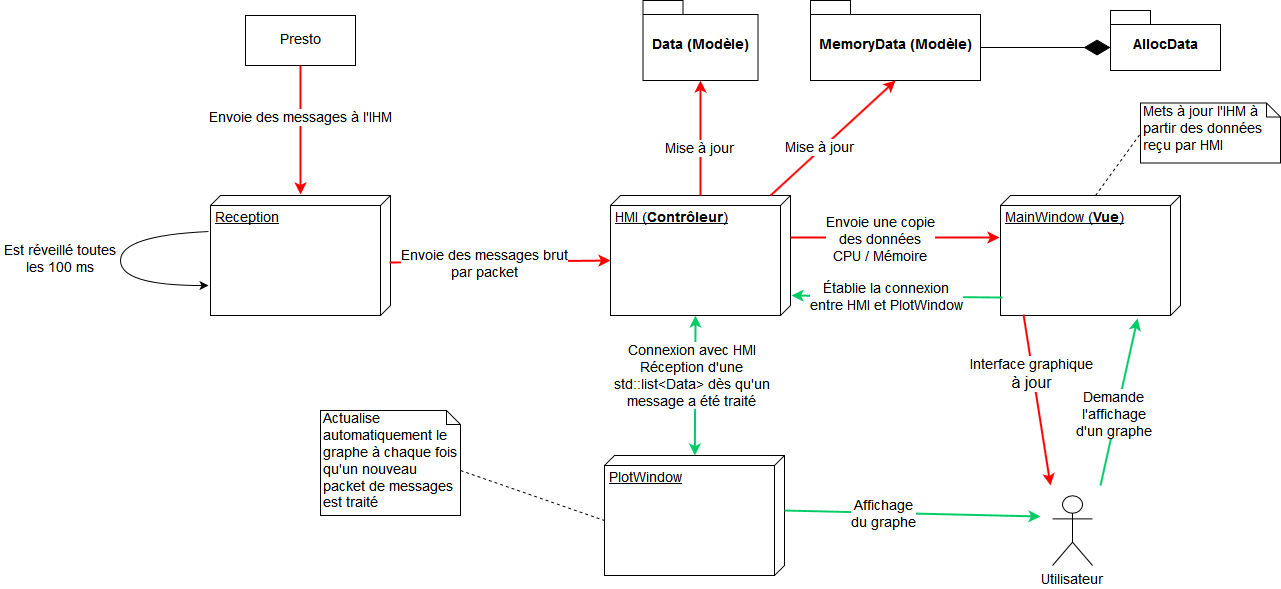 Presto
Data (Modèle)
MemoryData (Modèle)
AllocData
Envoie des messages à l'IHM
Mise à jour
Mise à jour
Mets à jour l'IHM à
partir des données
reçu par HMI
Reception
HMI (Contrôleur)
MainWindow (Vue)
Est réveillé toutes
les 100 ms
Envoie des messages brut
par packet
Envoie une copie
des données
CPU / Mémoire
Établie la connexion
entre HMI et PlotWindow
Connexion avec HMI
Réception d'une
std::list<Data> dès qu'un
message a été traité
Interface graphique
à jour
Demande
l'affichage
d'un graphe
Actualise
automatiquement le
graphe à chaque fois
qu'un nouveau
packet de messages
est traité
PlotWindow
Affichage
du graphe
Utilisateur